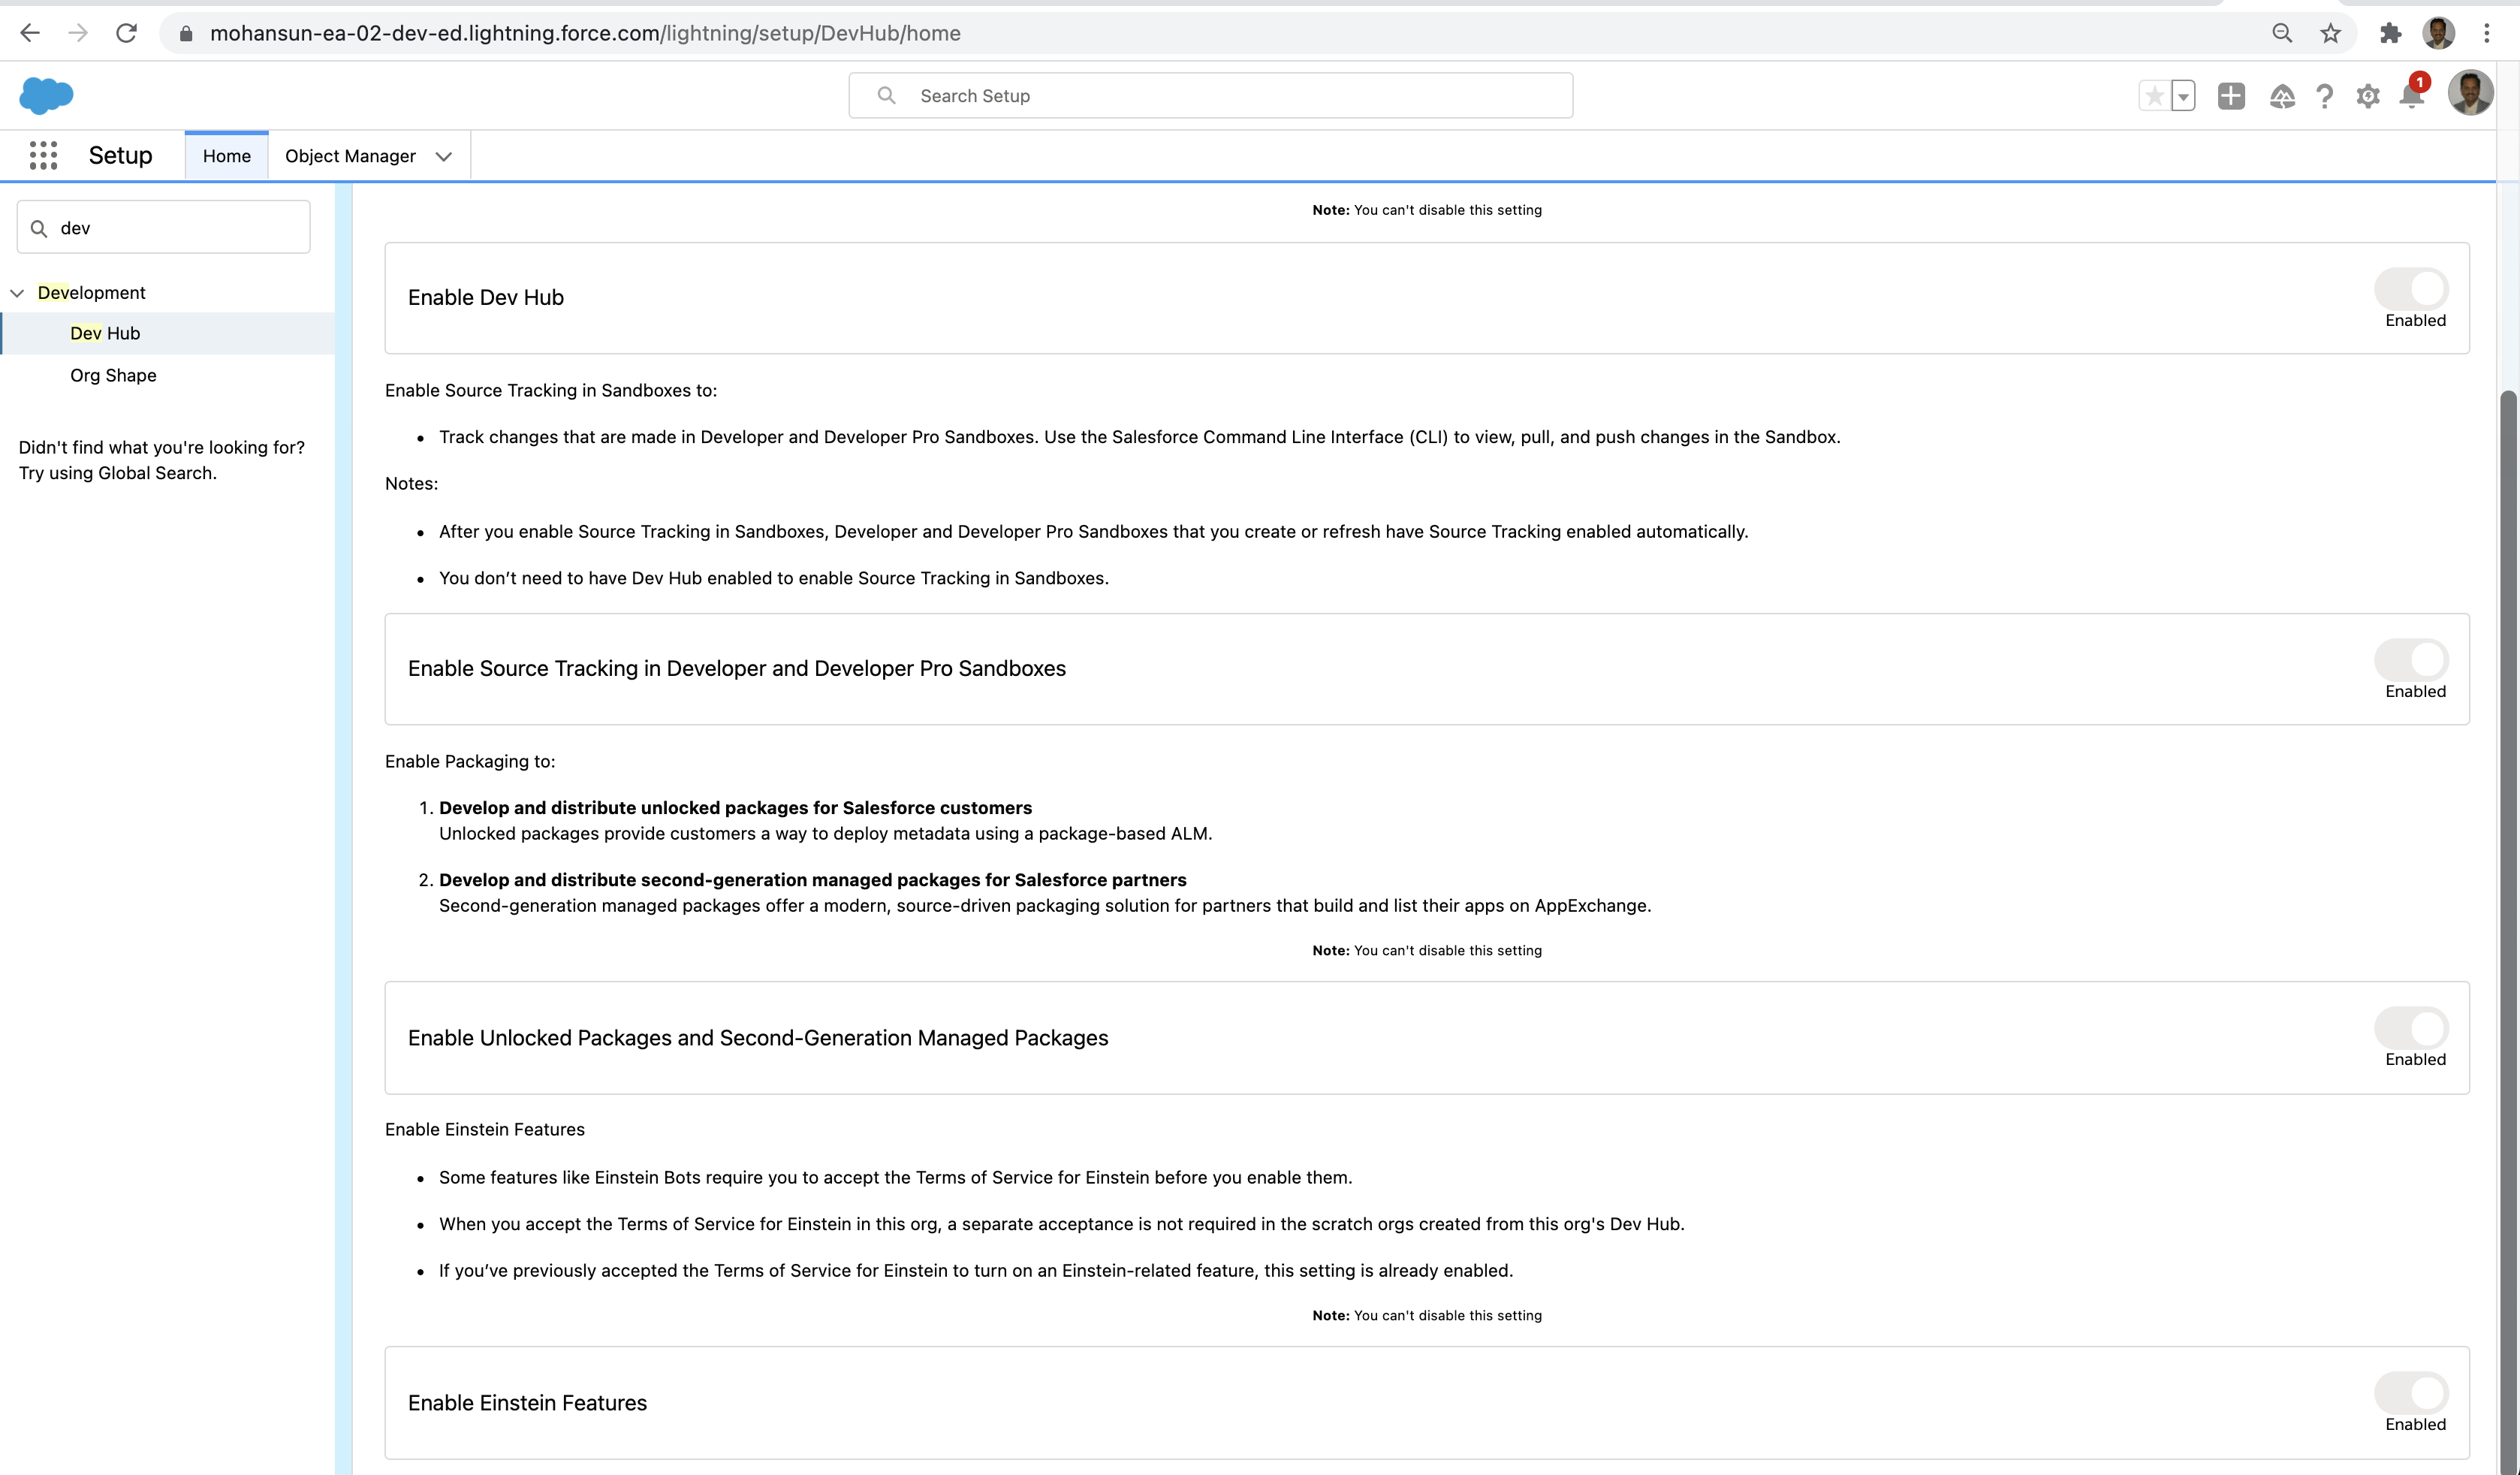 mohansun-ea-02-dev-ed.lightning.force.com/lightning/setup/DevHub/home
Search Setup
1
Setup
Home
Object Manager
dev
Development
Dev Hub
Org Shape
Didn't find what you're looking for?
Try using Global Search.
Note: You can't disable this setting
Enable Dev Hub
Enabled
Enable Source Tracking in Sandboxes to:
• Track changes that are made in Developer and Developer Pro Sandboxes. Use the Salesforce Command Line Interface (CLI) to view, pull, and push changes in the Sandbox.
Notes:
• After you enable Source Tracking in Sandboxes, Developer and Developer Pro Sandboxes that you create or refresh have Source Tracking enabled automatically.
• You don’t need to have Dev Hub enabled to enable Source Tracking in Sandboxes.
Enable Source Tracking in Developer and Developer Pro Sandboxes
Enabled
Enable Packaging to:
1. Develop and distribute unlocked packages for Salesforce customers
Unlocked packages provide customers a way to deploy metadata using a package-based ALM.
2. Develop and distribute second-generation managed packages for Salesforce partners
Second-generation managed packages offer a modern, source-driven packaging solution for partners that build and list their apps on AppExchange.
Note: You can't disable this setting
Enable Unlocked Packages and Second-Generation Managed Packages
Enabled
Enable Einstein Features
• Some features like Einstein Bots require you to accept the Terms of Service for Einstein before you enable them.
• When you accept the Terms of Service for Einstein in this org, a separate acceptance is not required in the scratch orgs created from this org's Dev Hub.
• If you’ve previously accepted the Terms of Service for Einstein to turn on an Einstein-related feature, this setting is already enabled.
Note: You can't disable this setting
Enable Einstein Features
Enabled